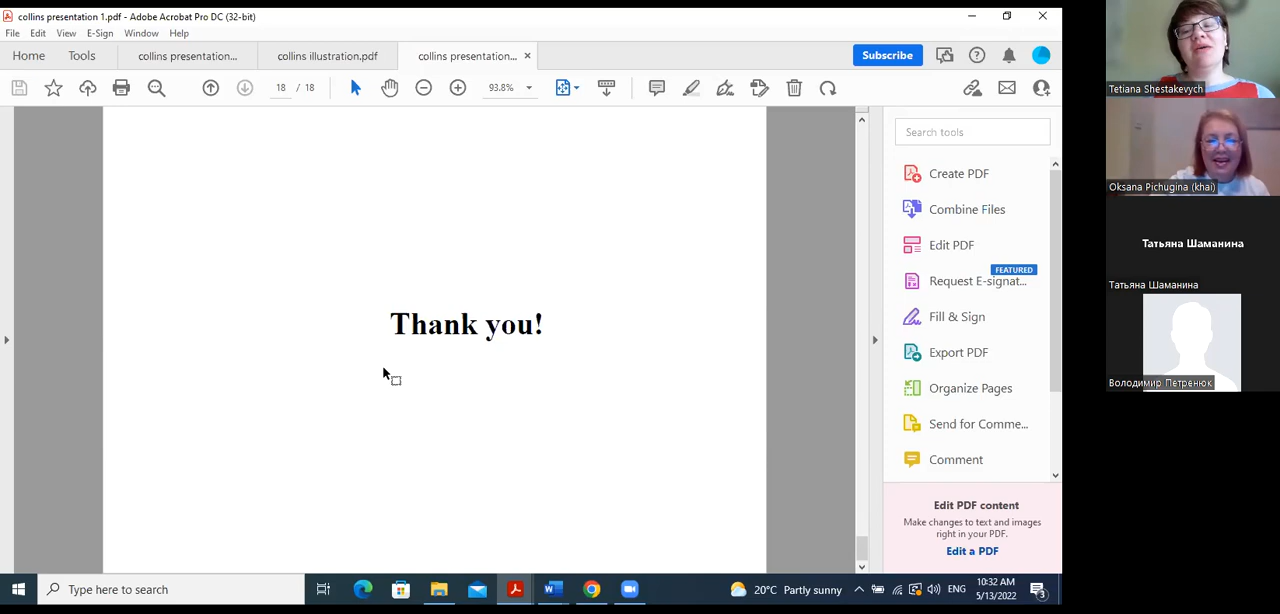 collins presentation 1.pdf - Adobe Acrobat Pro DC (32-bit)
File Edit View E-Sign Window Help
Home Tools collins presentation... collins illustration.pdf collins presentation... ×
Subscribe
18 / 18 93.8%
Thank you!
Search tools
Create PDF
Combine Files
Edit PDF
FEATURED
Request E-signat...
Fill & Sign
Export PDF
Organize Pages
Send for Comme...
Comment
Edit PDF content
Make changes to text and images
right in your PDF.
Edit a PDF
Type here to search
20°C Partly sunny
ENG
10:32 AM
5/13/2022
3
Tetiana Shestakevych
Oksana Pichugina (khai)
Татьяна Шаманина
Татьяна Шаманина
Володимир Петренюк